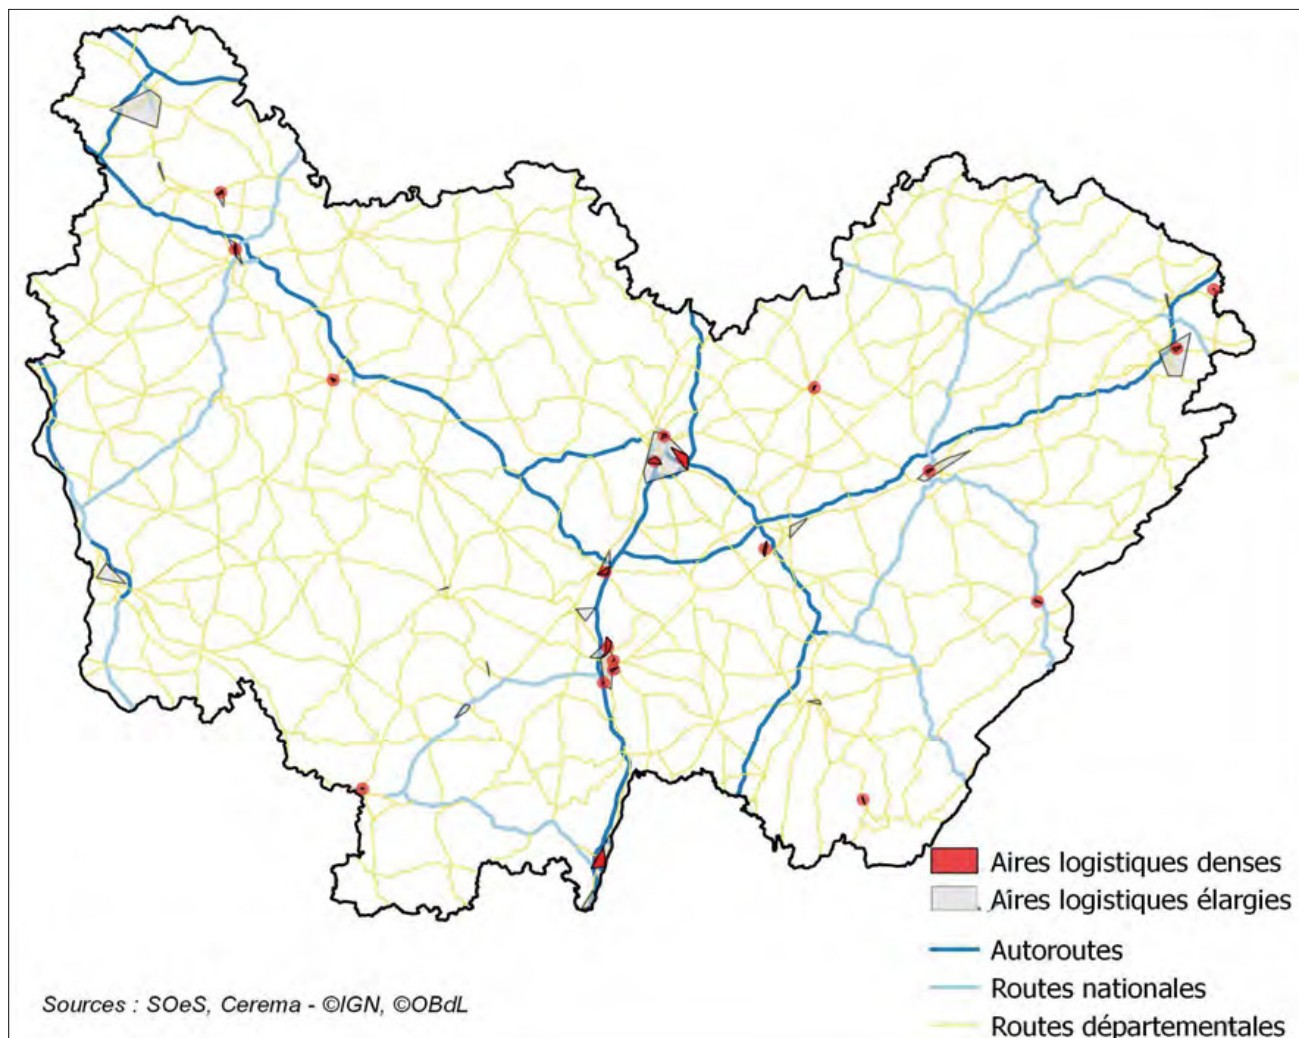 Aires logistiques denses
Aires logistiques élargies
Autoroutes
Routes nationales
Routes départementales
Sources : SOeS, Cerema - ©IGN, ©OBdL